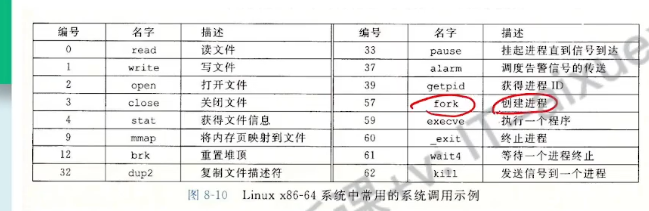 编号 名字 描述 编号 名字 描述
0 read 读文件 33 pause 挂起进程直到信号到达
1 write 写文件 37 alarm 调度告警信号的传送
2 open 打开文件 39 getpid 获得进程 ID
3 close 关闭文件 57 fork 创建进程
4 stat 获得文件信息 59 execve 执行一个程序
9 mmap 将内存页映射到文件 60 _exit 终止进程
12 brk 重置堆顶 61 wait4 等待一个进程终止
32 dup2 复制文件描述符 62 kill 发送信号到一个进程
图 8-10 Linux x86-64 系统中常用的系统调用示例